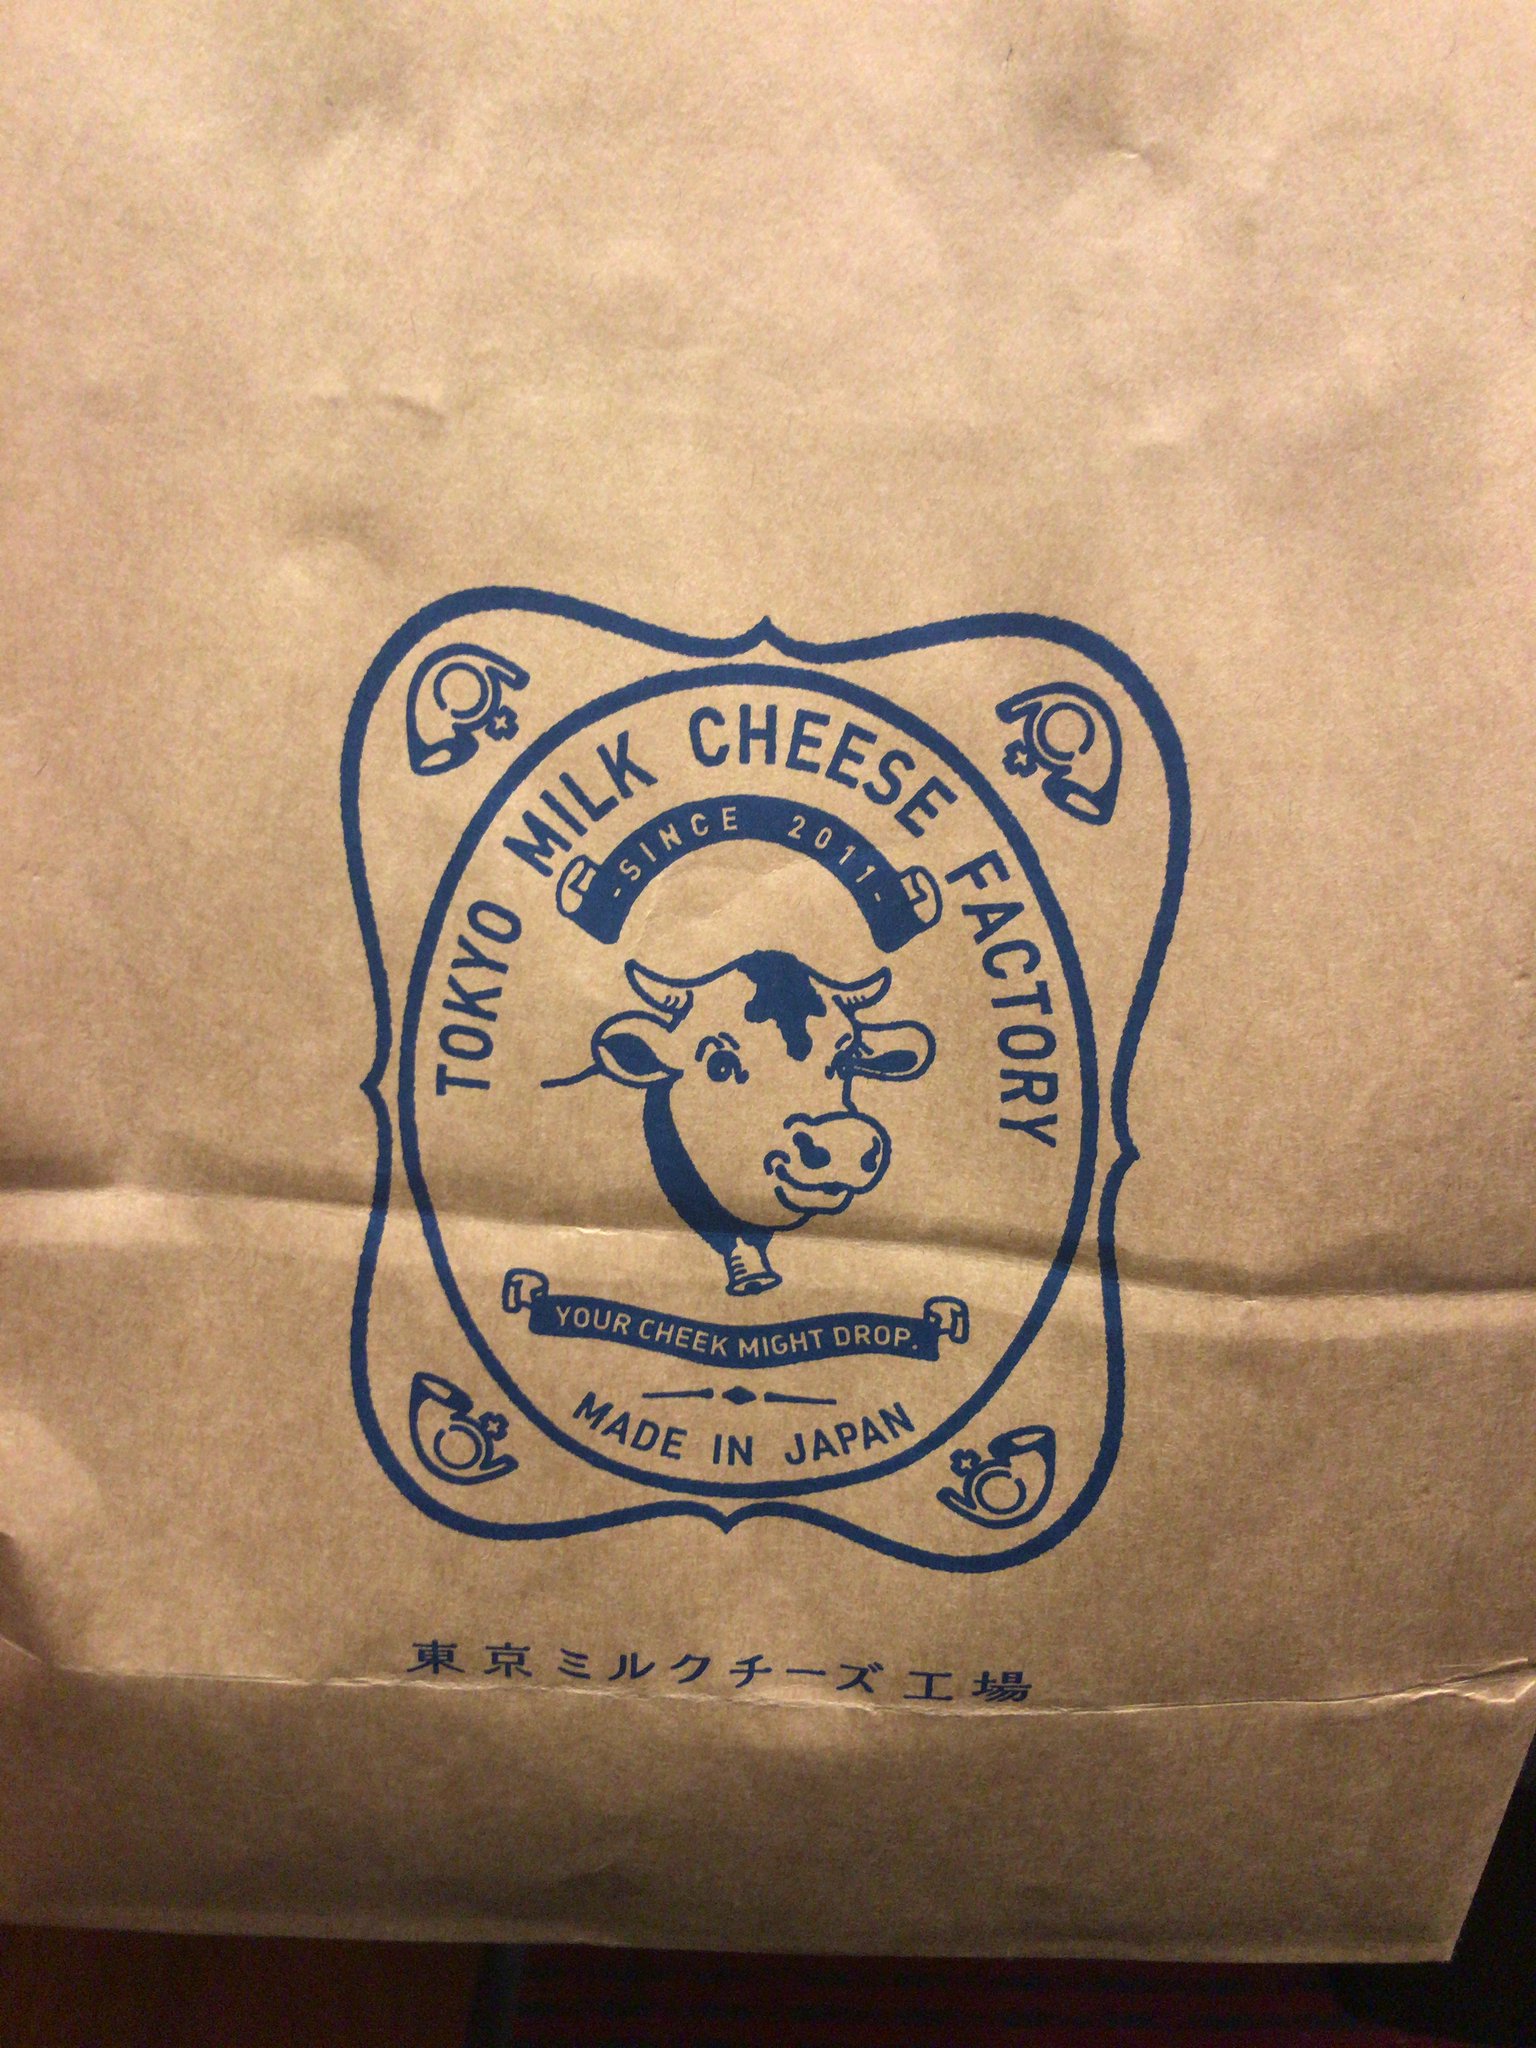 TOKYO MILK CHEESE FACTORY
-SINCE 2011-
YOUR CHEEK MIGHT DROP.
MADE IN JAPAN
東京ミルクチーズ工場